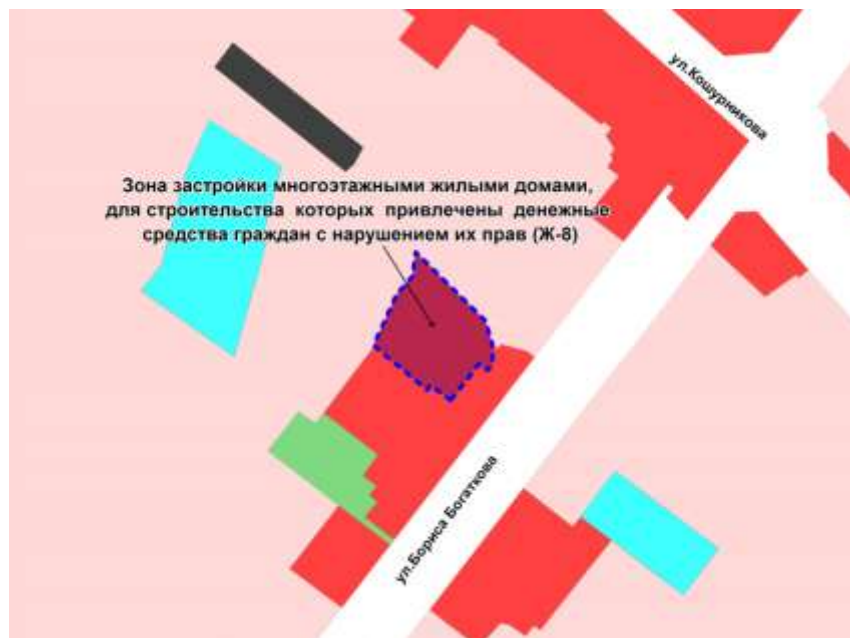 ул.Кошурникова
Зона застройки многоэтажными жилыми домами,
для строительства которых привлечены денежные
средства граждан с нарушением их прав (Ж-8)
ул.Бориса Богаткова